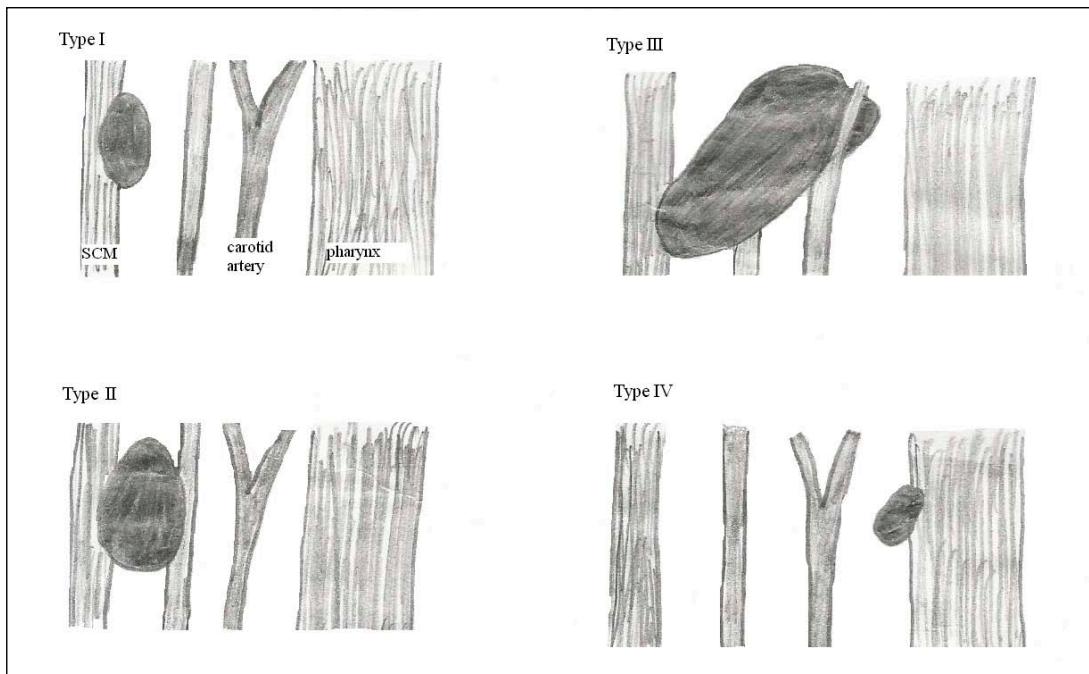 Type I
SCM
carotid
artery
pharynx
Type II
Type III
Type IV